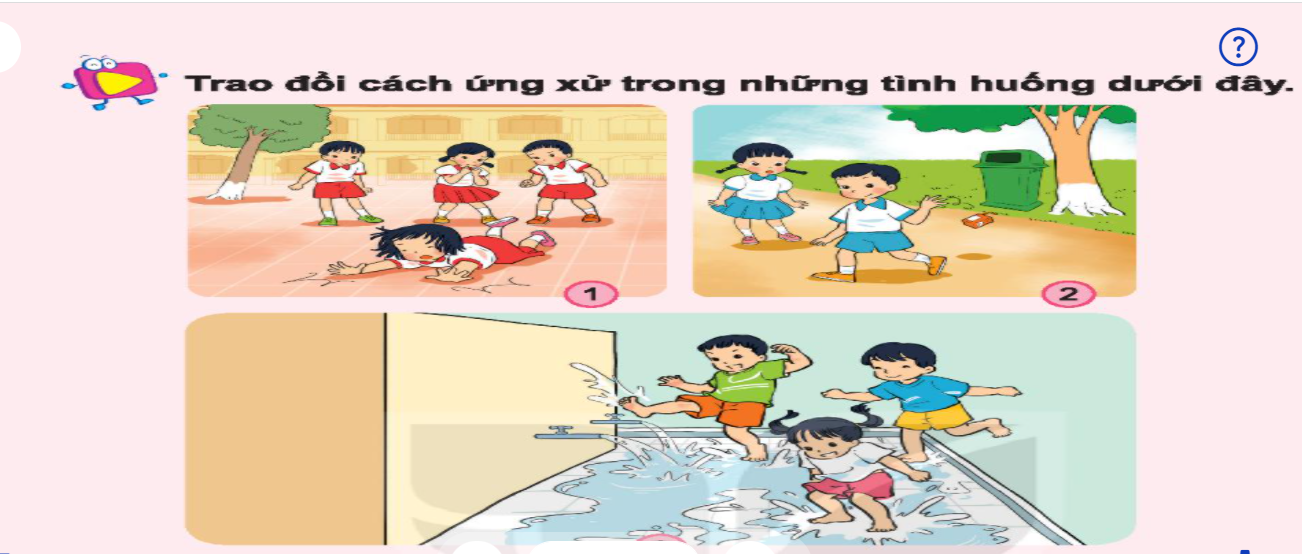 ?
Trao đổi cách ứng xử trong những tình huống dưới đây.
1
2